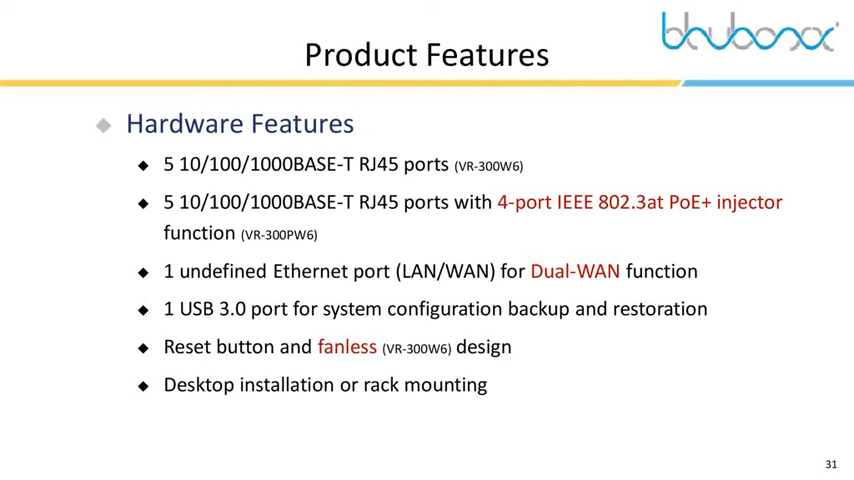 Product Features
Hardware Features
5 10/100/1000BASE-T RJ45 ports (VR-300W6)
5 10/100/1000BASE-T RJ45 ports with 4-port IEEE 802.3at PoE+ injector
function (VR-300PW6)
1 undefined Ethernet port (LAN/WAN) for Dual-WAN function
1 USB 3.0 port for system configuration backup and restoration
Reset button and fanless (VR-300W6) design
Desktop installation or rack mounting
31